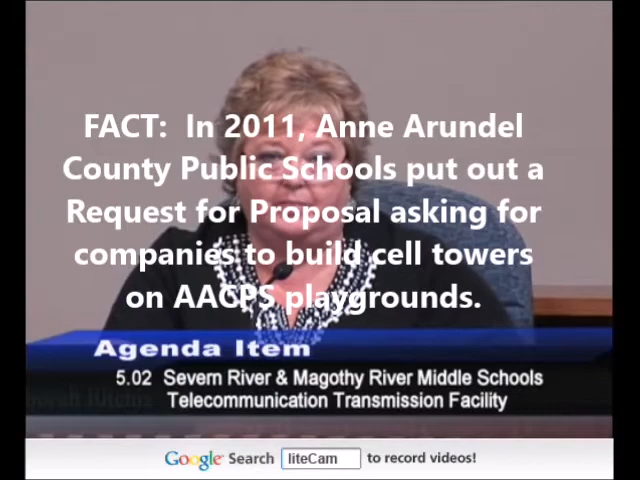 FACT: In 2011, Anne Arundel
County Public Schools put out a
Request for Proposal asking for
companies to build cell towers
on AACPS playgrounds.
Agenda Item
5.02 Severn River & Magothy River Middle Schools
Telecommunication Transmission Facility
Google Search liteCam to record videos!